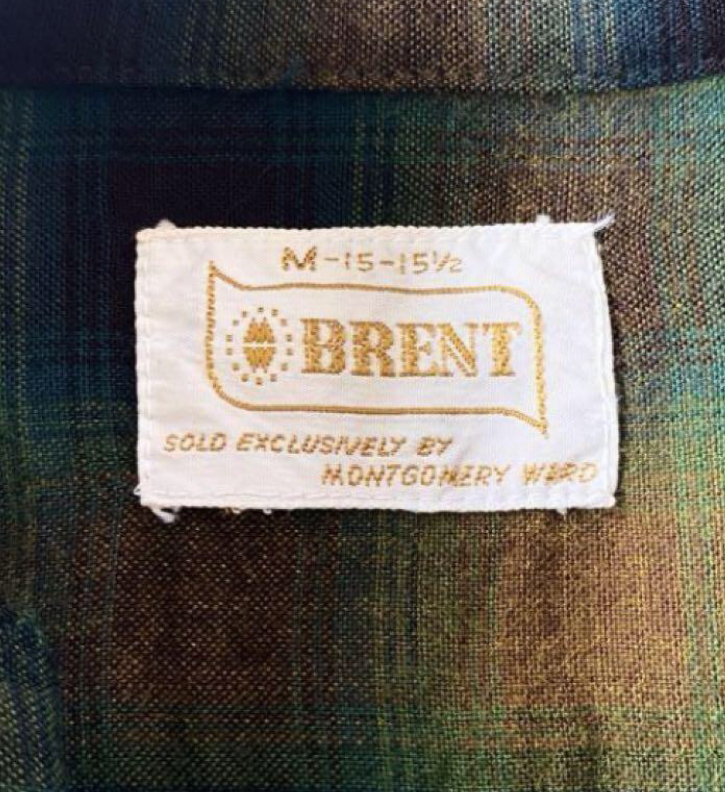 M-15-15½
BRENT
SOLD EXCLUSIVELY BY
MONTGOMERY WARD